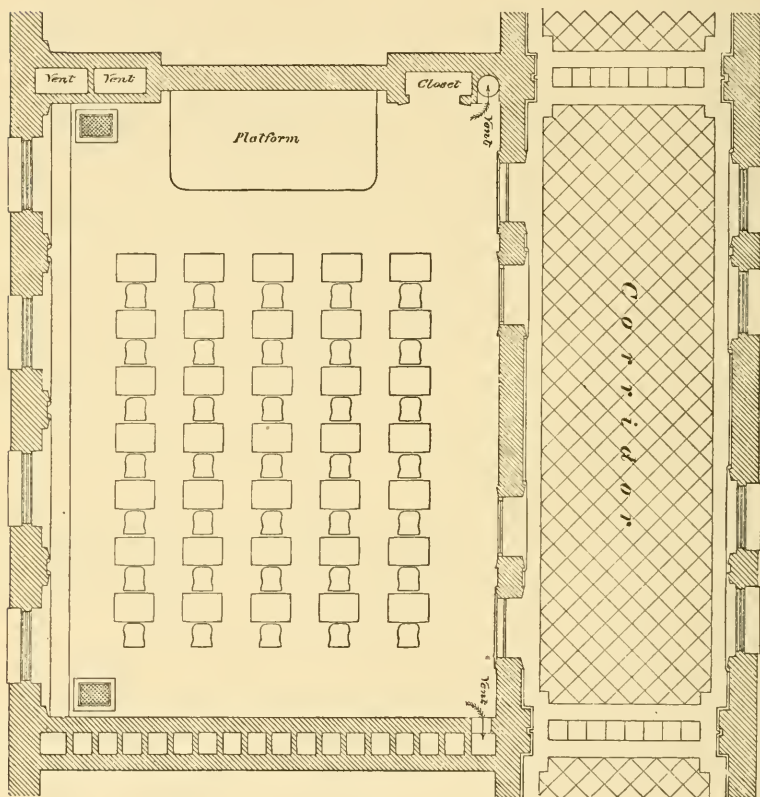 Vent
Vent
Closet
Vent
Platform
Corridor
Vent